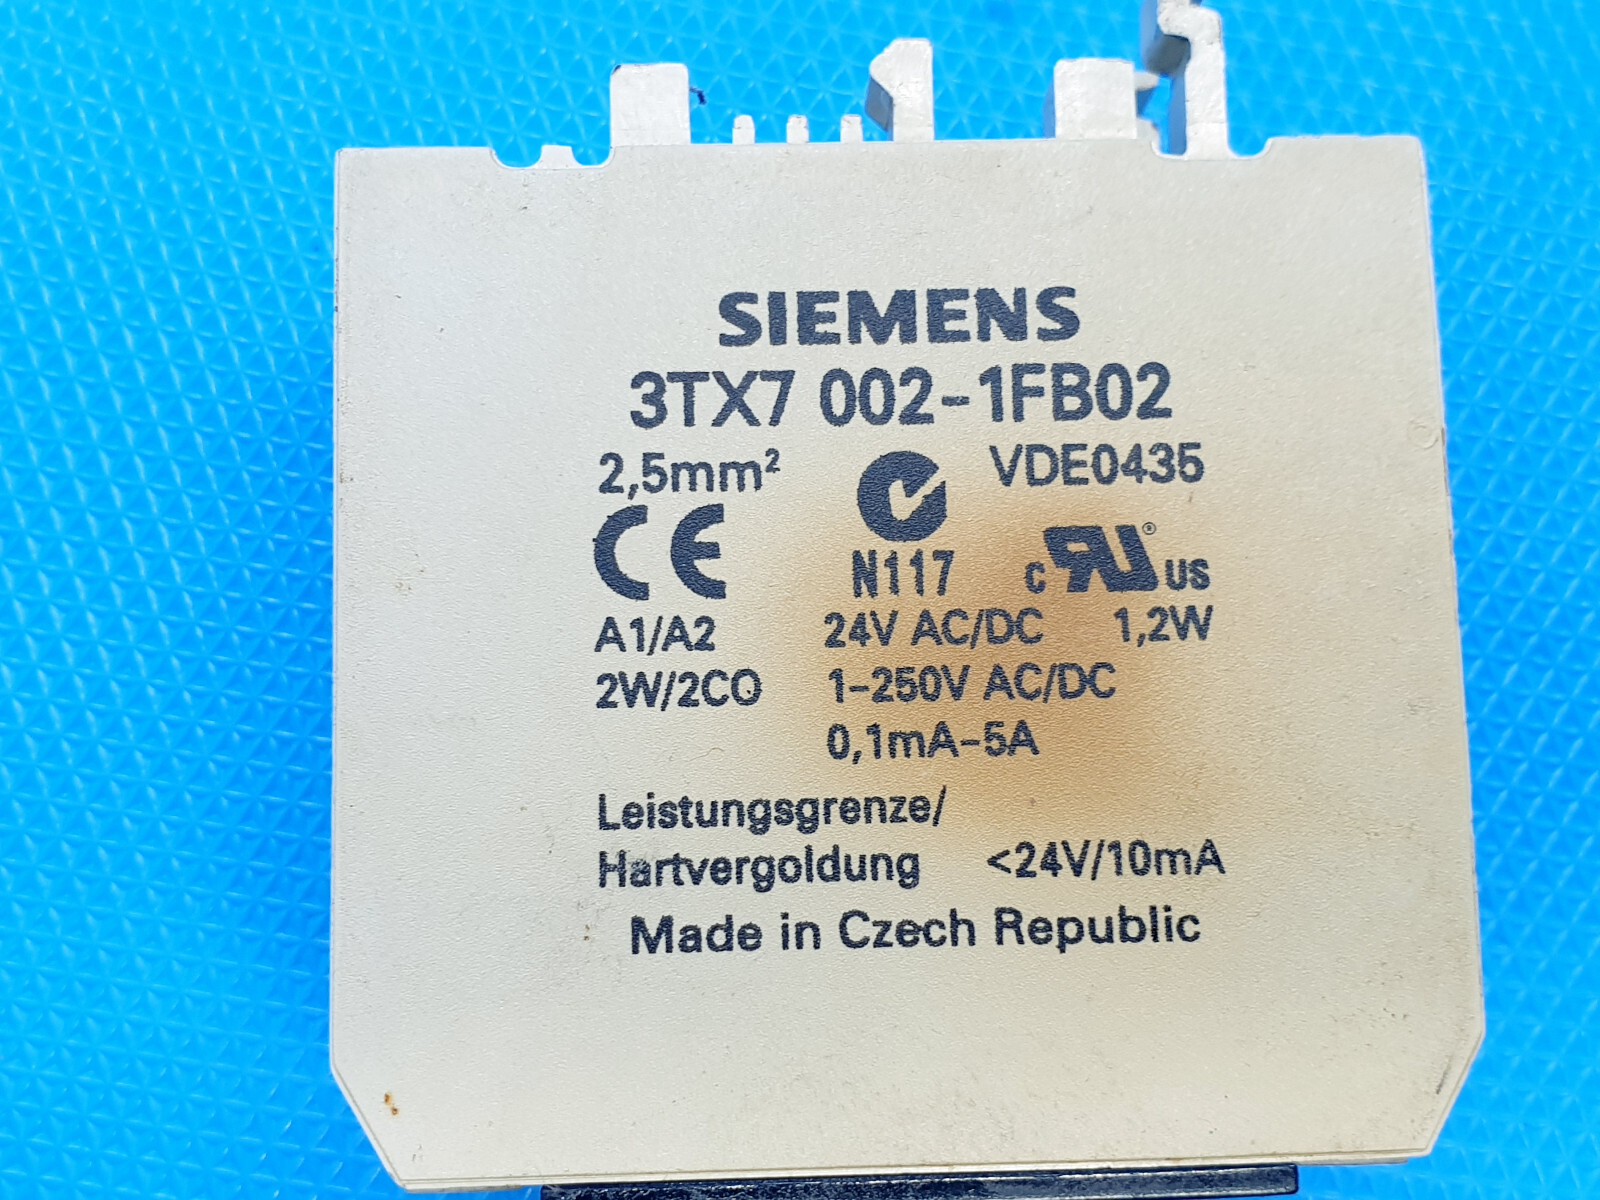 SIEMENS
3TX7 002-1FB02
2,5mm² VDE0435
CE N117 c RU® US
A1/A2 24V AC/DC 1,2W
2W/2CO 1-250V AC/DC
0,1mA-5A
Leistungsgrenze/
Hartvergoldung <24V/10mA
Made in Czech Republic